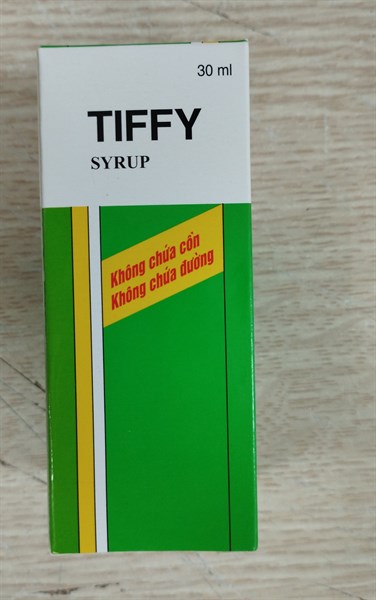 30 ml
TIFFY
SYRUP
Không chứa cồn
Không chứa đường